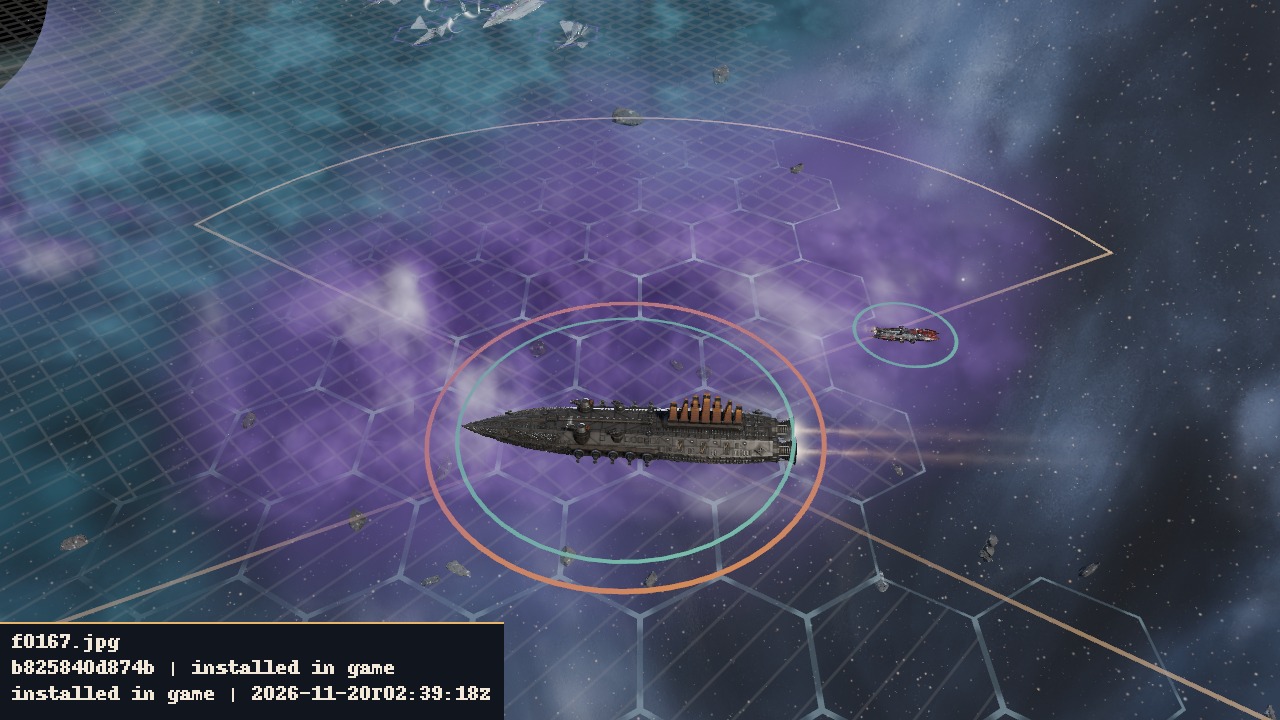 f0167.jpg
b825840d874b | installed in game
installed in game | 2026-11-20T02:39:18Z